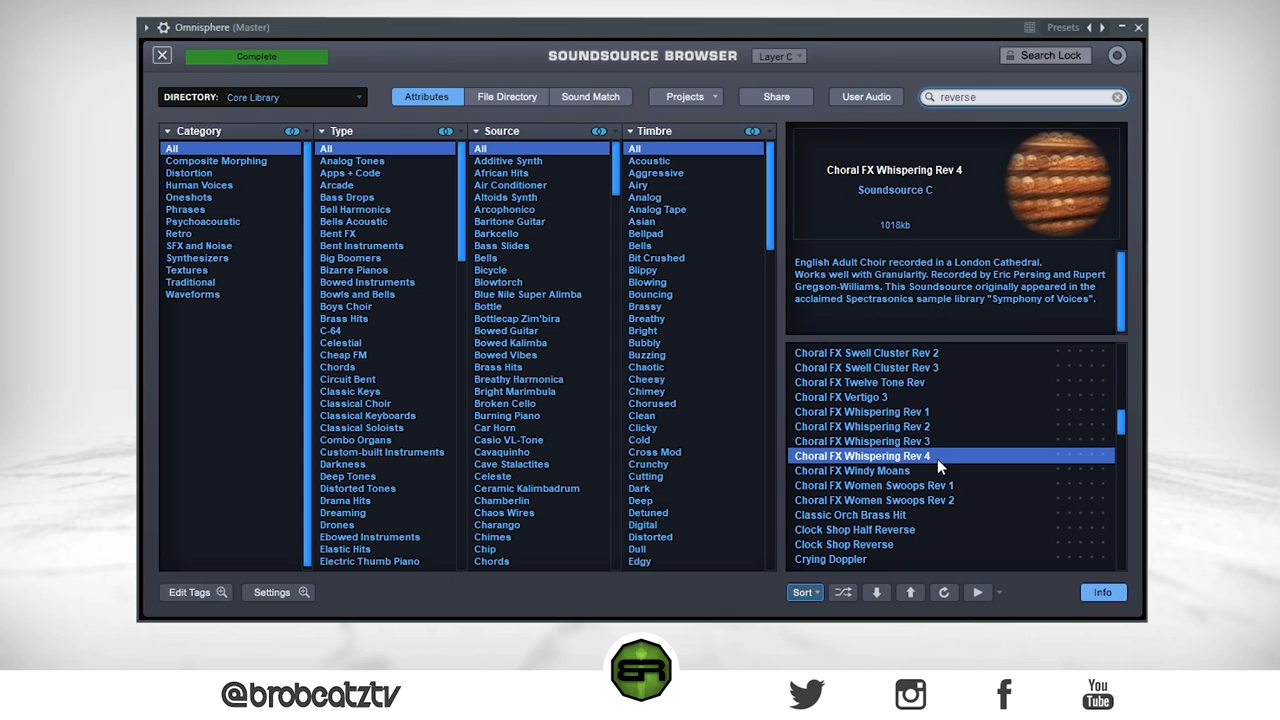 Omnisphere (Master)
Presets
Complete
SOUNDSOURCE BROWSER
Layer C
Search Lock
DIRECTORY: Core Library
Attributes
File Directory
Sound Match
Projects
Share
User Audio
reverse
Category
All
Composite Morphing
Distortion
Human Voices
Oneshots
Phrases
Psychoacoustic
Retro
SFX and Noise
Synthesizers
Textures
Traditional
Waveforms
Type
All
Analog Tones
Apps + Code
Arcade
Bass Drops
Bell Harmonics
Bells Acoustic
Bent FX
Bent Instruments
Big Boomers
Bizarre Pianos
Bowed Instruments
Bowls and Bells
Boys Choir
Brass Hits
C-64
Celestial
Cheap FM
Chords
Circuit Bent
Classic Keys
Classical Choir
Classical Keyboards
Classical Soloists
Combo Organs
Custom-built Instruments
Darkness
Deep Tones
Distorted Tones
Drama Hits
Dreaming
Drones
Ebowed Instruments
Elastic Hits
Electric Thumb Piano
Source
All
Additive Synth
African Hits
Air Conditioner
Altoids Synth
Arcophonico
Baritone Guitar
Barkcello
Bass Slides
Bells
Bicycle
Blowtorch
Blue Nile Super Alimba
Bottle
Bottlecap Zim'bira
Bowed Guitar
Bowed Kalimba
Bowed Vibes
Brass Hits
Breathy Harmonica
Bright Marimbula
Broken Cello
Burning Piano
Car Horn
Casio VL-Tone
Cavaquinho
Cave Stalactites
Celeste
Ceramic Kalimbadrum
Chamberlin
Chaos Wires
Charango
Chimes
Chip
Chords
Timbre
All
Acoustic
Aggressive
Airy
Analog
Analog Tape
Asian
Bellpad
Bells
Bit Crushed
Blippy
Blowing
Bouncing
Brassy
Breathy
Bright
Bubbly
Buzzing
Chaotic
Cheesy
Chimey
Chorused
Clean
Clicky
Cold
Cross Mod
Crunchy
Cutting
Dark
Deep
Detuned
Digital
Distorted
Dull
Edgy
Choral FX Whispering Rev 4
Soundsource C
1018kb
English Adult Choir recorded in a London Cathedral.
Works well with Granularity. Recorded by Eric Persing and Rupert
Gregson-Williams. This Soundsource originally appeared in the
acclaimed Spectrasonics sample library "Symphony of Voices".
Choral FX Swell Cluster Rev 2
Choral FX Swell Cluster Rev 3
Choral FX Twelve Tone Rev
Choral FX Vertigo 3
Choral FX Whispering Rev 1
Choral FX Whispering Rev 2
Choral FX Whispering Rev 3
Choral FX Whispering Rev 4
Choral FX Windy Moans
Choral FX Women Swoops Rev 1
Choral FX Women Swoops Rev 2
Classic Orch Brass Hit
Clock Shop Half Reverse
Clock Shop Reverse
Crying Doppler
Edit Tags
Settings
Sort
Info
@brobeatztv
BR
You
Tube